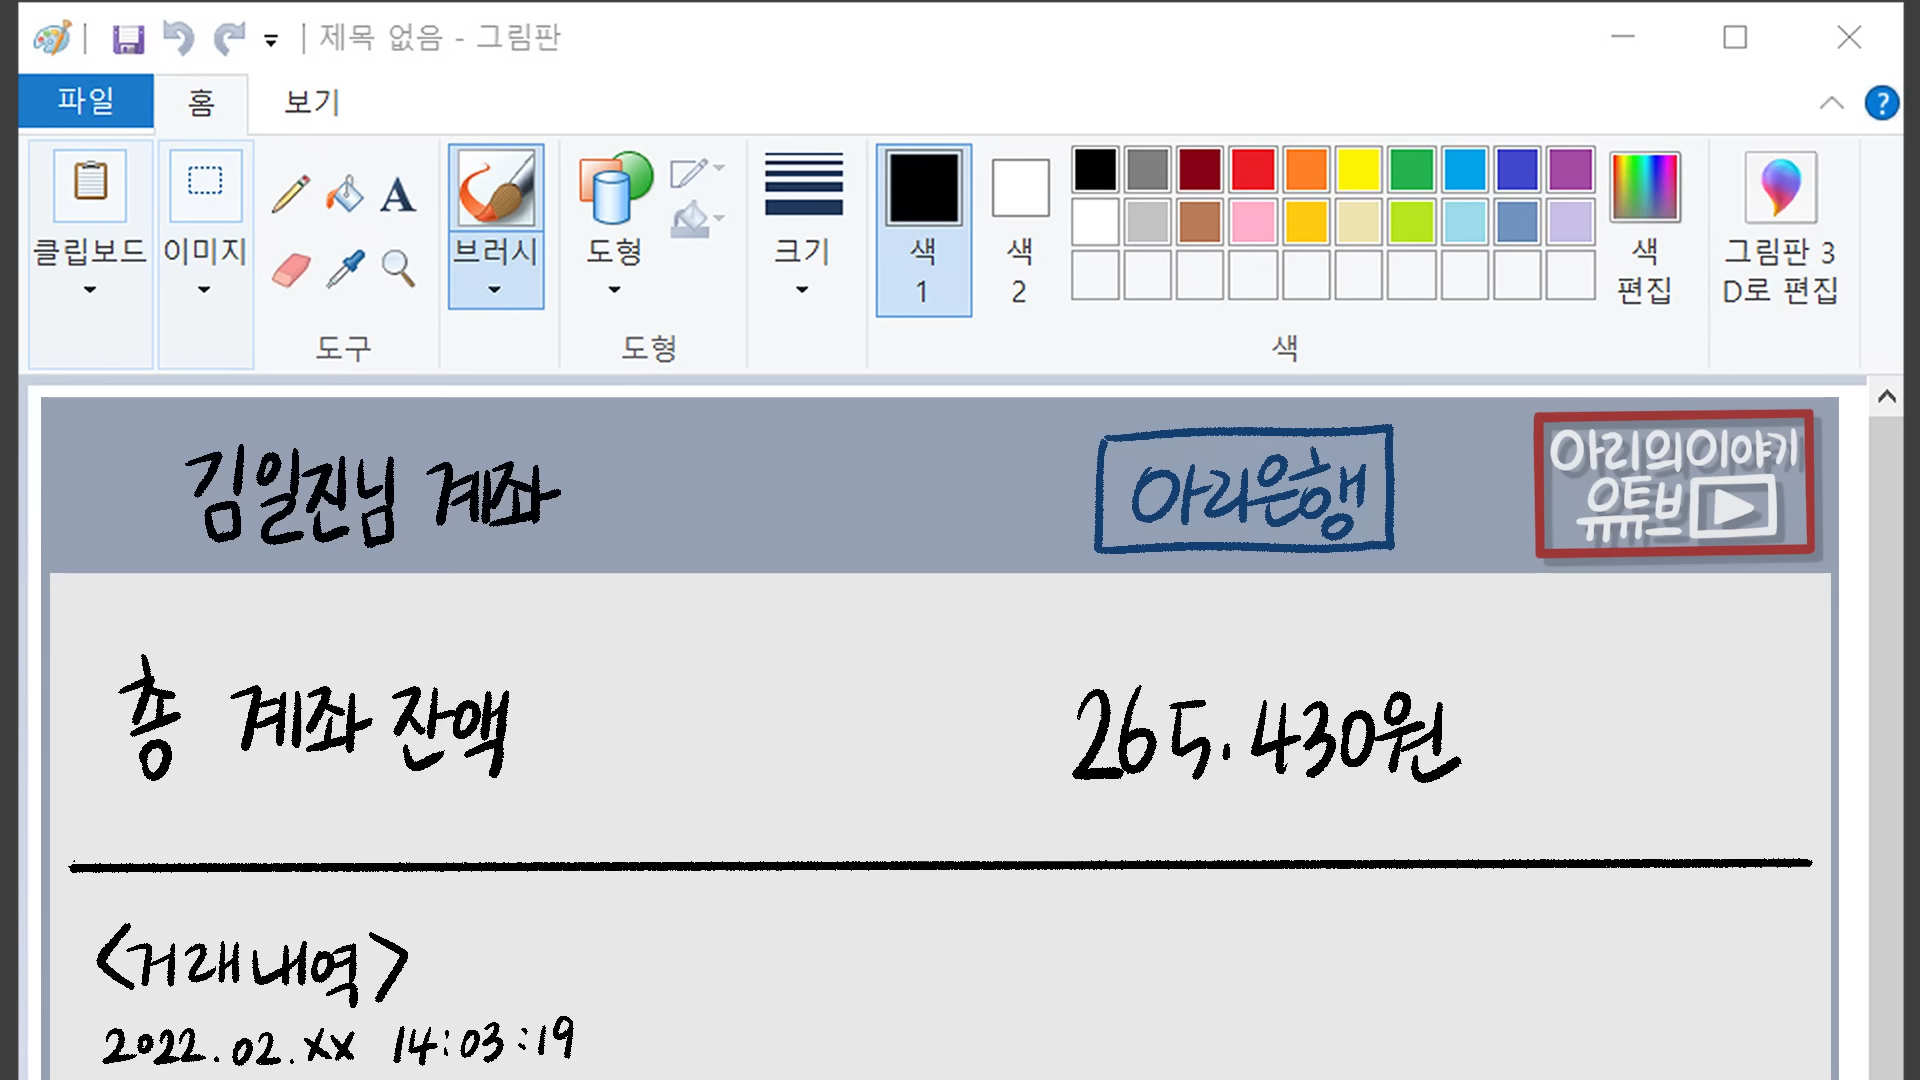 제목 없음 - 그림판
파일 홈 보기
클립보드 이미지 브러시 도형 크기 색 1 색 2 색 편집 그림판 3D로 편집
도구 도형 색
김일진님 계좌 아리은행 아리의이야기
유튜브
총 계좌 잔액 265.430원
<거래내역>
2022.02.XX 14:03:19